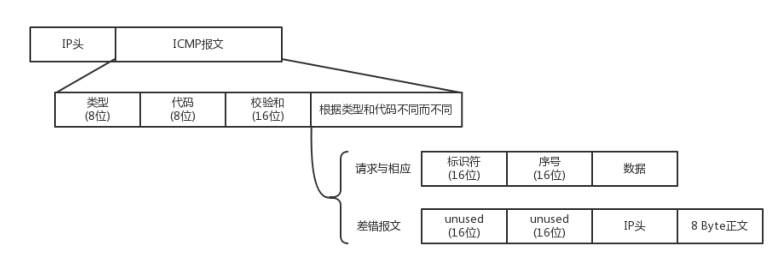 IP头
ICMP报文
类型
(8位)
代码
(8位)
校验和
(16位)
根据类型和代码不同而不同
请求与相应
标识符
(16位)
序号
(16位)
数据
差错报文
unused
(16位)
unused
(16位)
IP头
8 Byte正文